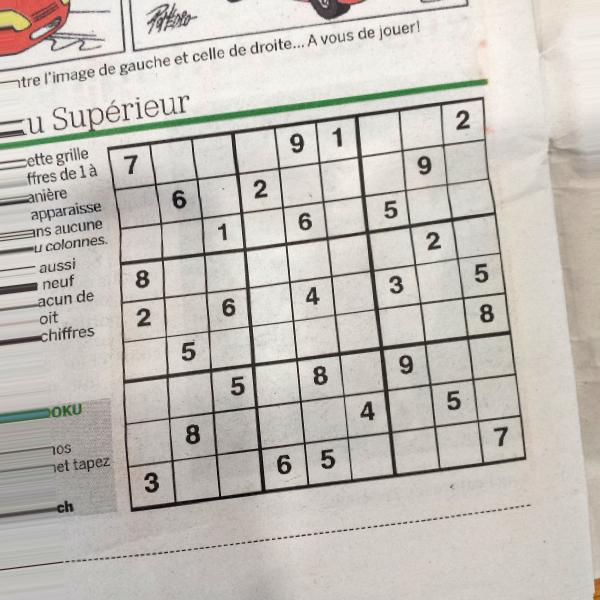 tre l'image de gauche et celle de droite... A vous de jouer!
u Supérieur
ette grille
ffres de 1 à
anière
apparaisse
ans aucune
u colonnes.
aussi
neuf
acun de
oit
chiffres
OKU
nos
et tapez
ch
7 9 1 2
6 2 9
1 6 5
8 2
2 6 4 3 5
5 8
5 8 9
8 4 5
3 6 5 7